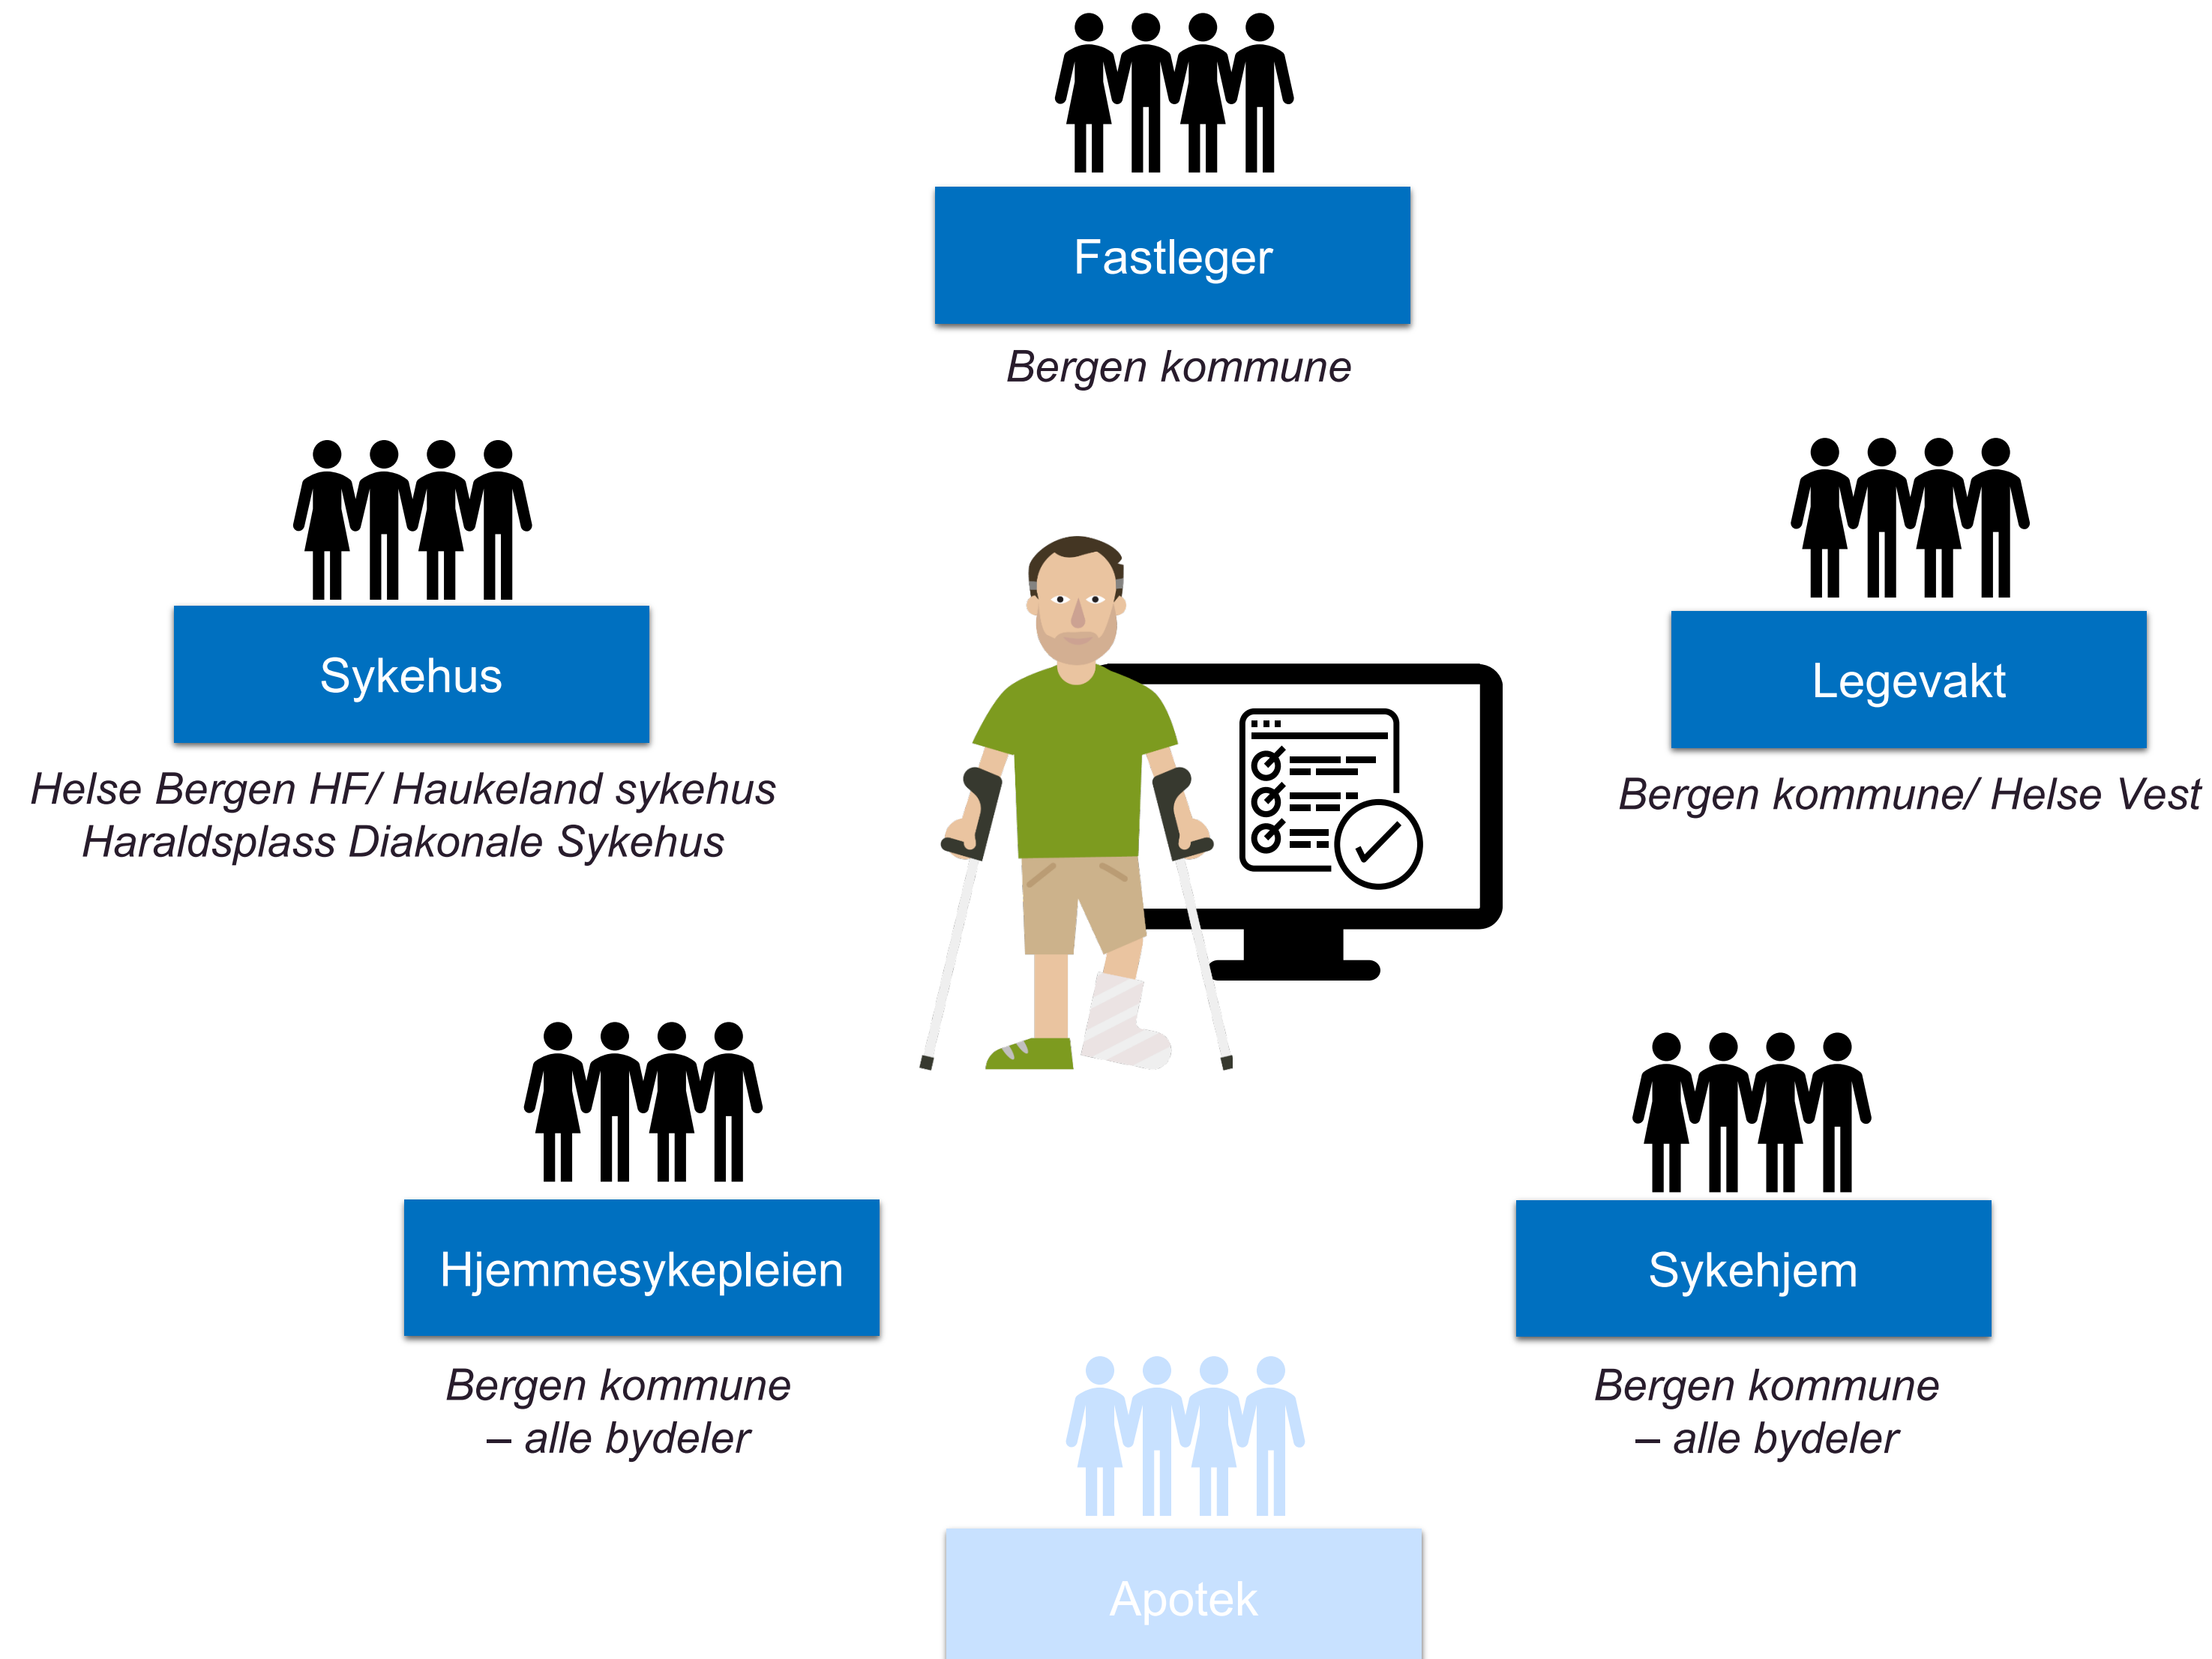 Fastleger
Bergen kommune
Sykehus
Helse Bergen HF/ Haukeland sykehus
Haraldsplass Diakonale Sykehus
Legevakt
Bergen kommune/ Helse Vest
Hjemmesykepleien
Bergen kommune
– alle bydeler
Sykehjem
Bergen kommune
– alle bydeler
Apotek